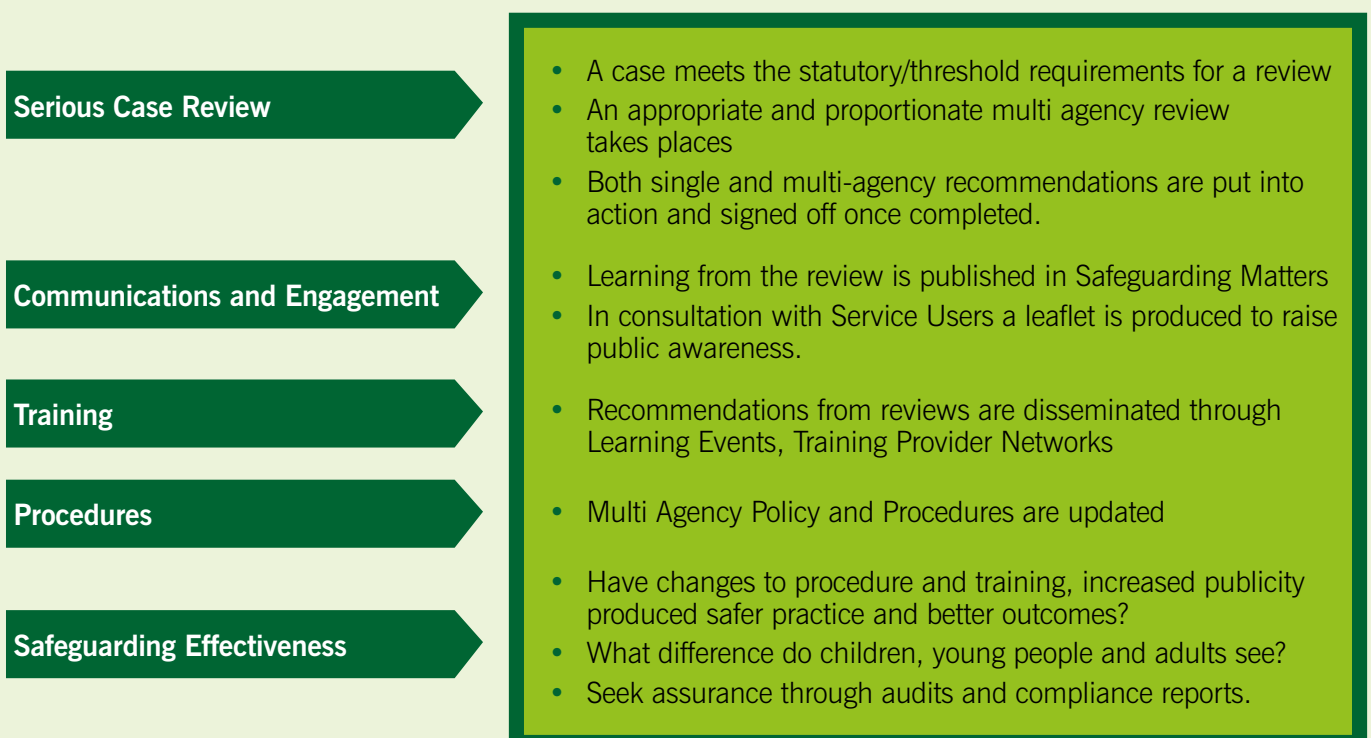 Serious Case Review
• A case meets the statutory/threshold requirements for a review
• An appropriate and proportionate multi agency review
takes places
• Both single and multi-agency recommendations are put into
action and signed off once completed.
Communications and Engagement
• Learning from the review is published in Safeguarding Matters
• In consultation with Service Users a leaflet is produced to raise
public awareness.
Training
• Recommendations from reviews are disseminated through
Learning Events, Training Provider Networks
Procedures
• Multi Agency Policy and Procedures are updated
Safeguarding Effectiveness
• Have changes to procedure and training, increased publicity
produced safer practice and better outcomes?
• What difference do children, young people and adults see?
• Seek assurance through audits and compliance reports.